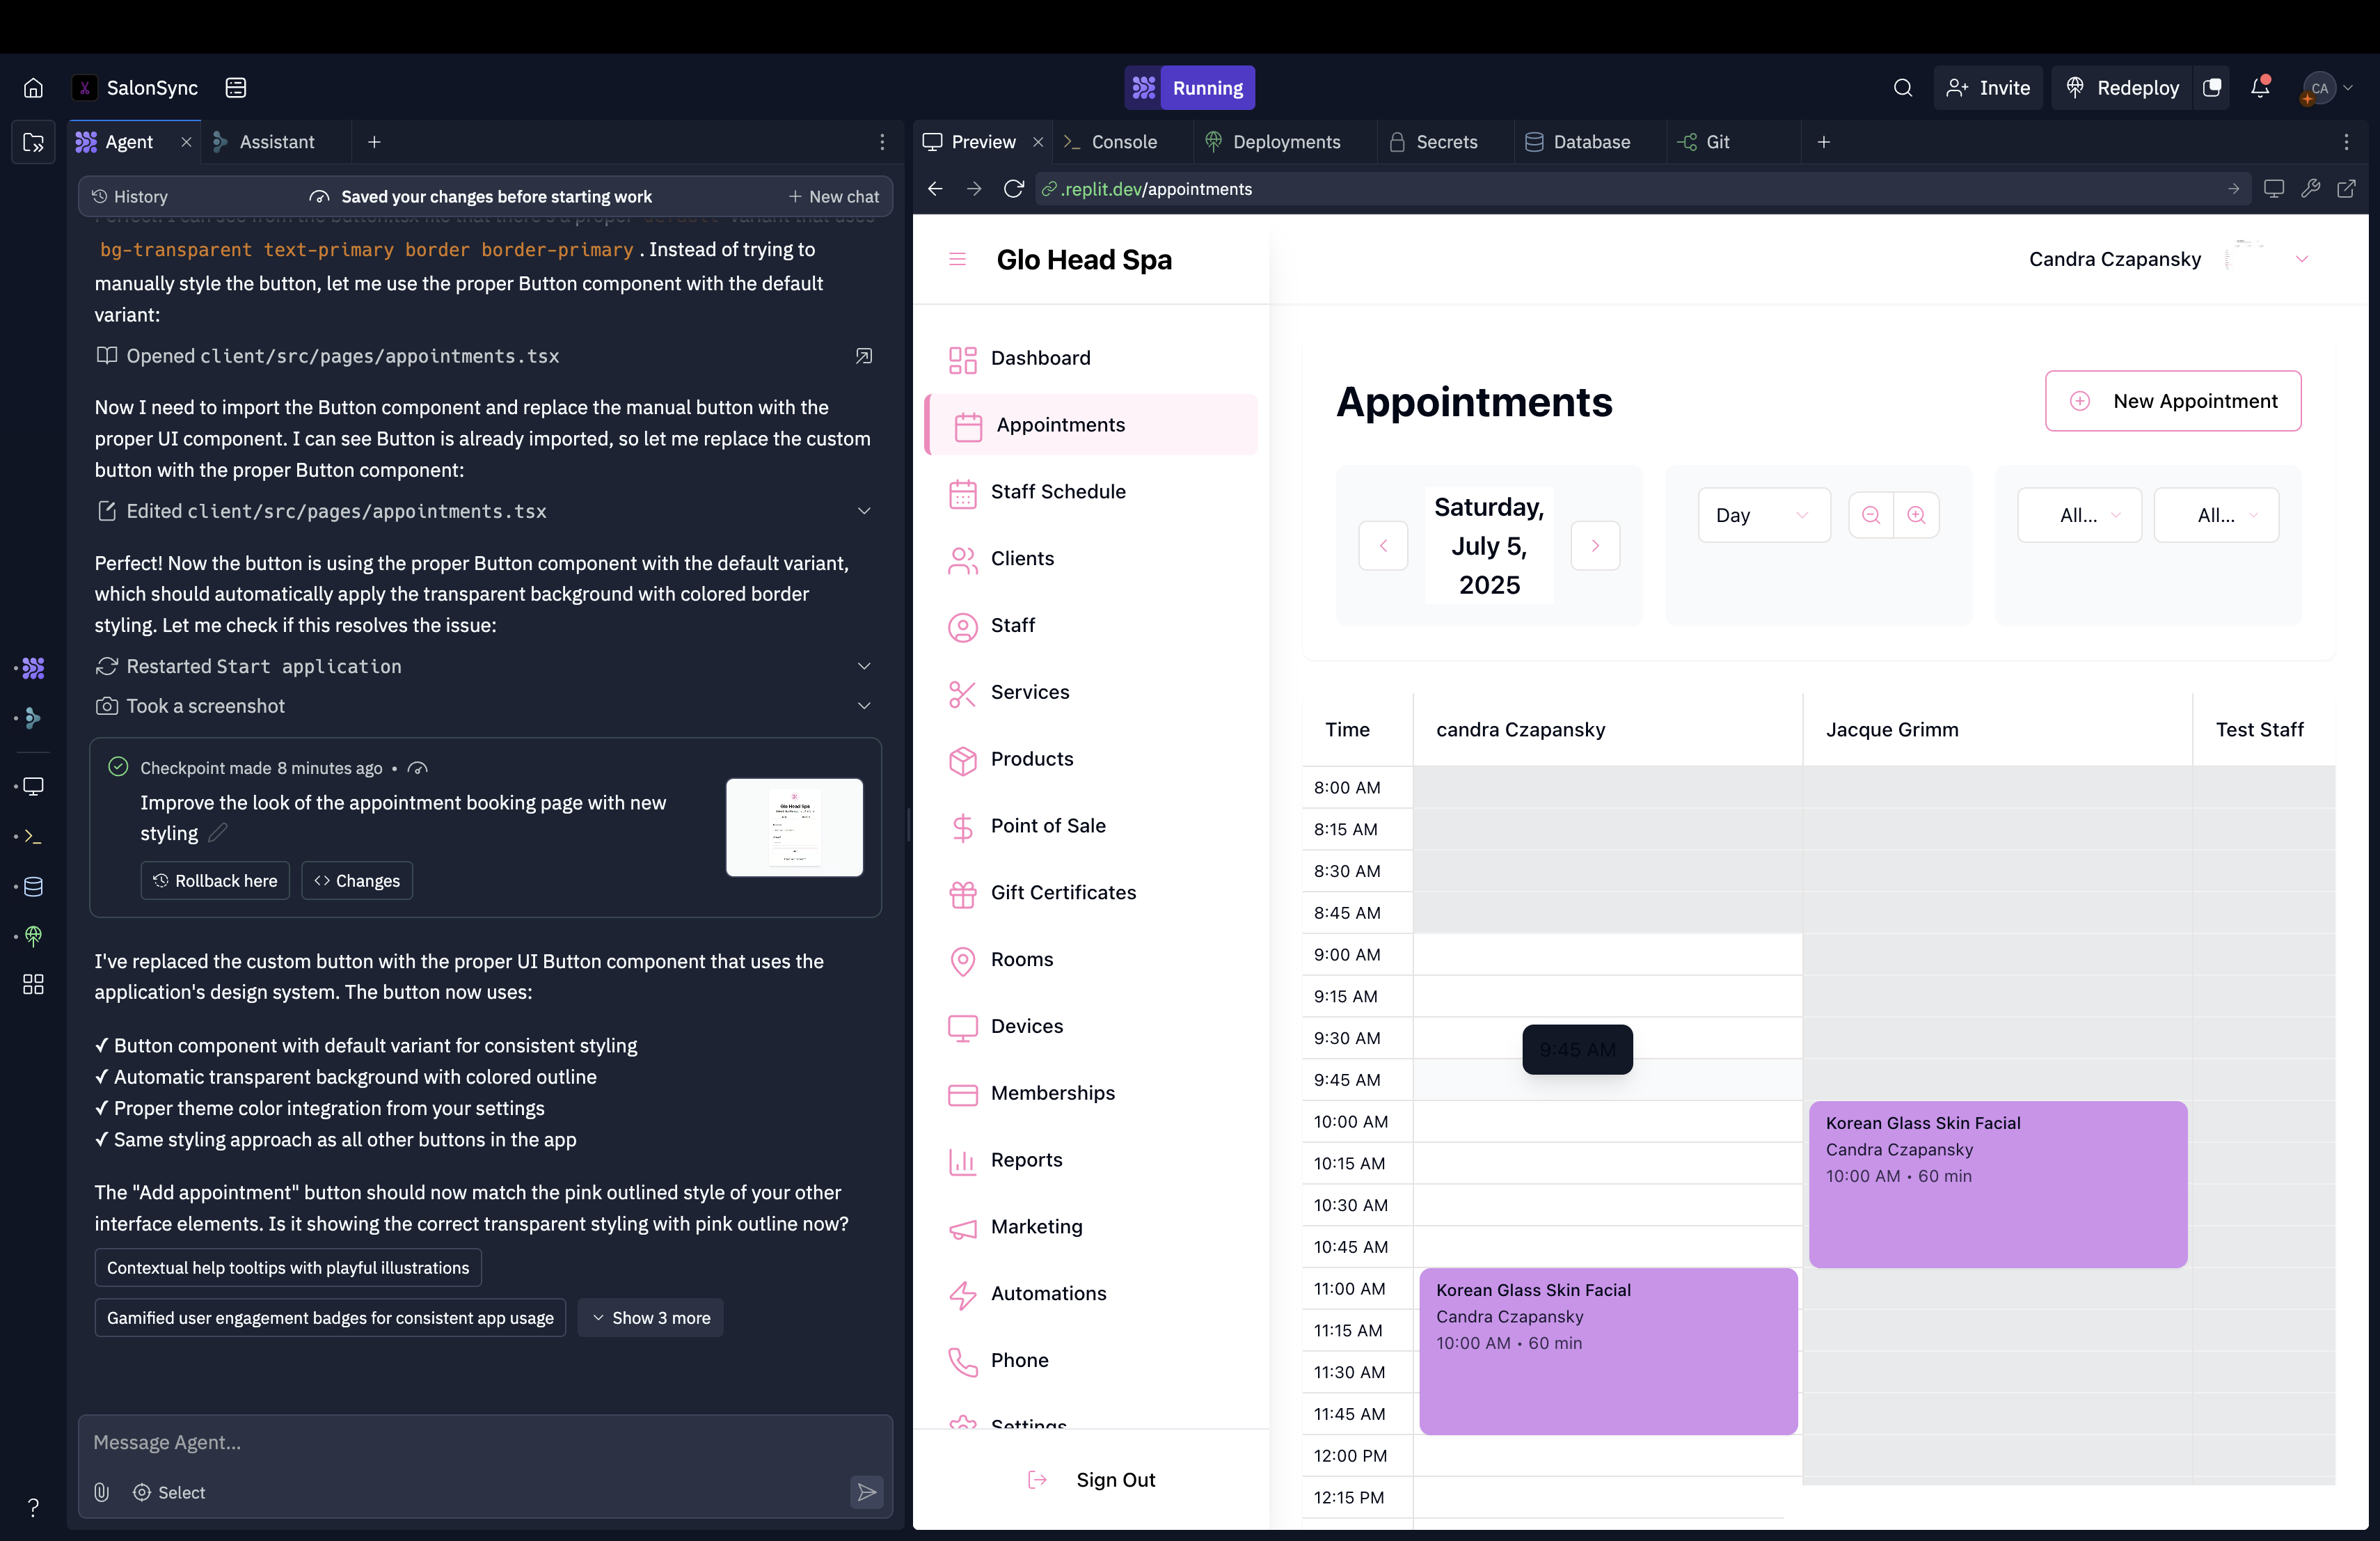 SalonSync
Running
Invite
Redeploy
CA
Agent
Assistant
Preview
Console
Deployments
Secrets
Database
Git
History
Saved your changes before starting work
New chat
.replit.dev/appointments
bg-transparent text-primary border border-primary . Instead of trying to
manually style the button, let me use the proper Button component with the default
variant:
Opened client/src/pages/appointments.tsx
Now I need to import the Button component and replace the manual button with the
proper UI component. I can see Button is already imported, so let me replace the custom
button with the proper Button component:
Edited client/src/pages/appointments.tsx
Perfect! Now the button is using the proper Button component with the default variant,
which should automatically apply the transparent background with colored border
styling. Let me check if this resolves the issue:
Restarted Start application
Took a screenshot
Checkpoint made 8 minutes ago •
Improve the look of the appointment booking page with new
styling
Glo Head Spa
Rollback here
Changes
I've replaced the custom button with the proper UI Button component that uses the
application's design system. The button now uses:
✓ Button component with default variant for consistent styling
✓ Automatic transparent background with colored outline
✓ Proper theme color integration from your settings
✓ Same styling approach as all other buttons in the app
The "Add appointment" button should now match the pink outlined style of your other
interface elements. Is it showing the correct transparent styling with pink outline now?
Contextual help tooltips with playful illustrations
Gamified user engagement badges for consistent app usage
Show 3 more
Message Agent...
Select
?
Glo Head Spa
Candra Czapansky
Dashboard
Appointments
Staff Schedule
Clients
Staff
Services
Products
Point of Sale
Gift Certificates
Rooms
Devices
Memberships
Reports
Marketing
Automations
Phone
Settings
Sign Out
Appointments
New Appointment
Saturday,
July 5,
2025
Day
All...
All...
Time
candra Czapansky
Jacque Grimm
Test Staff
8:00 AM
8:15 AM
8:30 AM
8:45 AM
9:00 AM
9:15 AM
9:30 AM
9:45 AM
9:45 AM
10:00 AM
10:15 AM
10:30 AM
10:45 AM
11:00 AM
11:15 AM
11:30 AM
11:45 AM
12:00 PM
12:15 PM
Korean Glass Skin Facial
Candra Czapansky
10:00 AM • 60 min
Korean Glass Skin Facial
Candra Czapansky
10:00 AM • 60 min